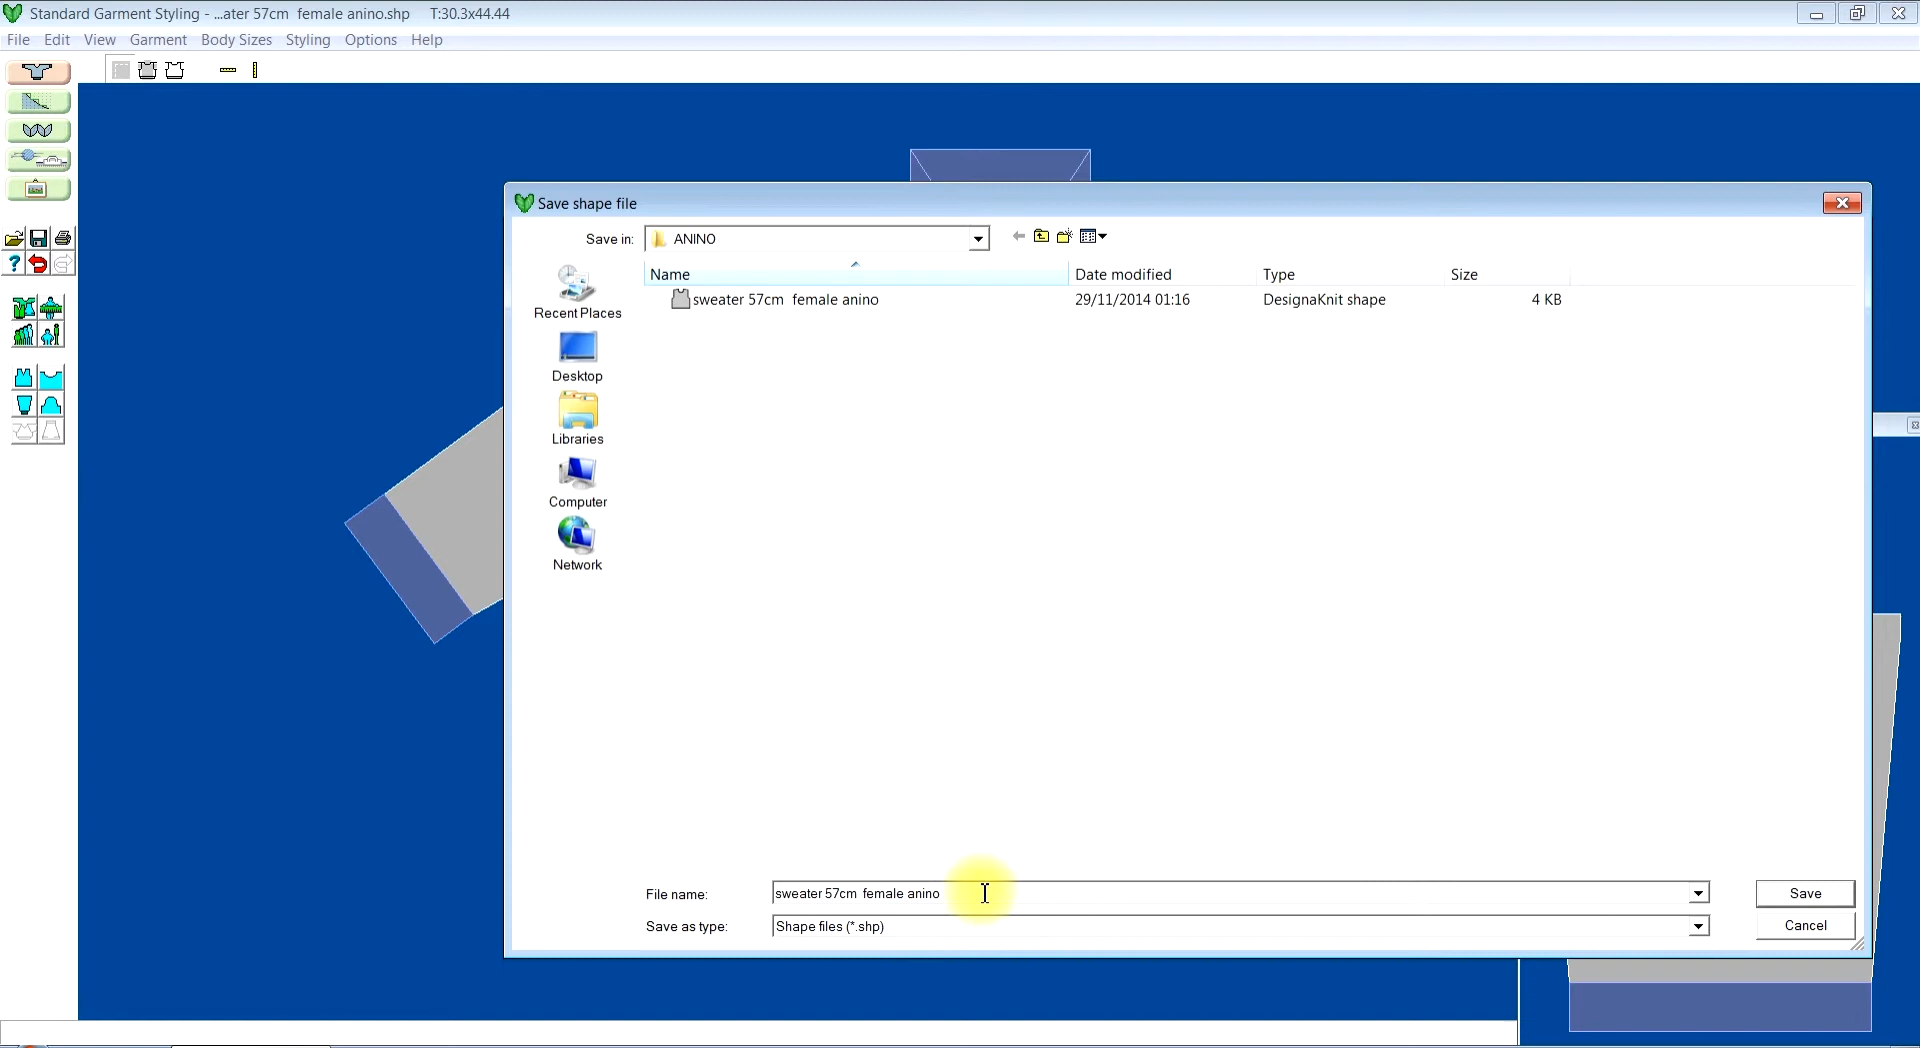 Standard Garment Styling - ...ater 57cm  female anino.shp     T:30.3x44.44
File Edit View Garment Body Sizes Styling Options Help
Save shape file
Save in: ANINO
Name Date modified Type Size
sweater 57cm  female anino 29/11/2014 01:16 DesignaKnit shape 4 KB
Recent Places
Desktop
Libraries
Computer
Network
File name: sweater 57cm  female anino Save
Save as type: Shape files (*.shp) Cancel